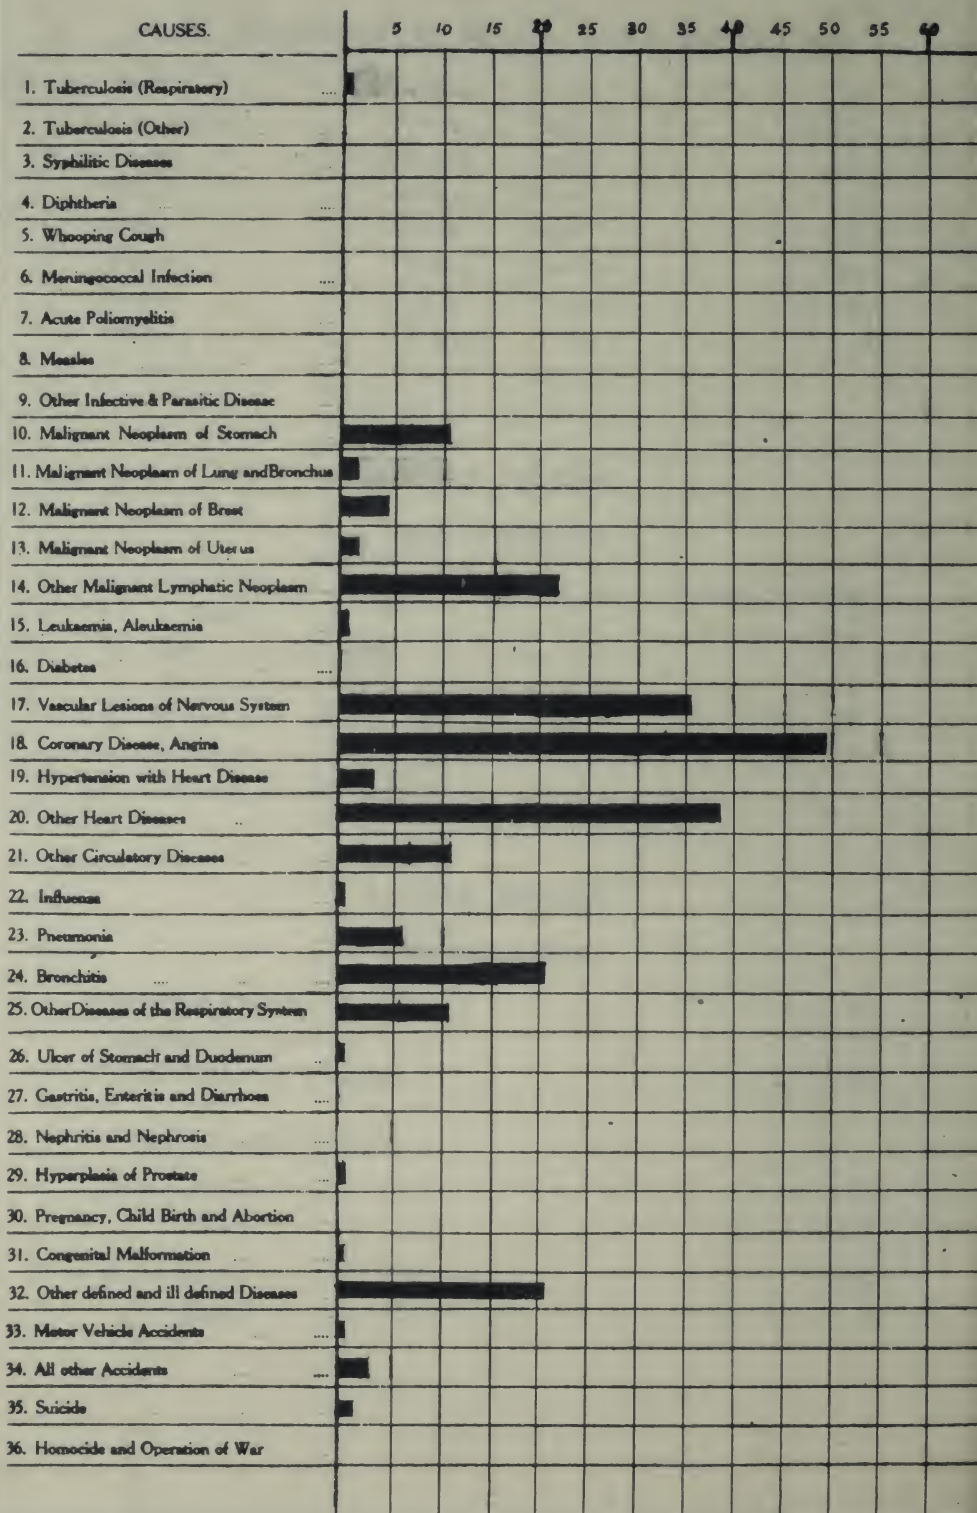 CAUSES. 5 10 15 20 25 30 35 40 45 50 55 60
1. Tuberculosis (Respiratory) ....
2. Tuberculosis (Other)
3. Syphilitic Diseases
4. Diphtheria ....
5. Whooping Cough
6. Meningococcal Infection ....
7. Acute Poliomyelitis
8. Measles
9. Other Infective & Parasitic Disease
10. Malignant Neoplasm of Stomach
11. Malignant Neoplasm of Lung and Bronchus
12. Malignant Neoplasm of Brest
13. Malignant Neoplasm of Uterus
14. Other Malignant Lymphatic Neoplasm
15. Leukaemia, Aleukaemia
16. Diabetes ....
17. Vascular Lesions of Nervous System
18. Coronary Disease, Angina
19. Hypertension with Heart Disease
20. Other Heart Diseases ..
21. Other Circulatory Diseases
22. Influenza
23. Pneumonia
24. Bronchitis ....
25. Other Diseases of the Respiratory System
26. Ulcer of Stomach and Duodenum ..
27. Gastritis, Enteritis and Diarrhoea ....
28. Nephritis and Nephrosis ....
29. Hyperplasia of Prostate ...
30. Pregnancy, Child Birth and Abortion
31. Congenital Malformation ..
32. Other defined and ill defined Diseases
33. Motor Vehicle Accidents ....
34. All other Accidents ....
35. Suicide
36. Homocide and Operation of War